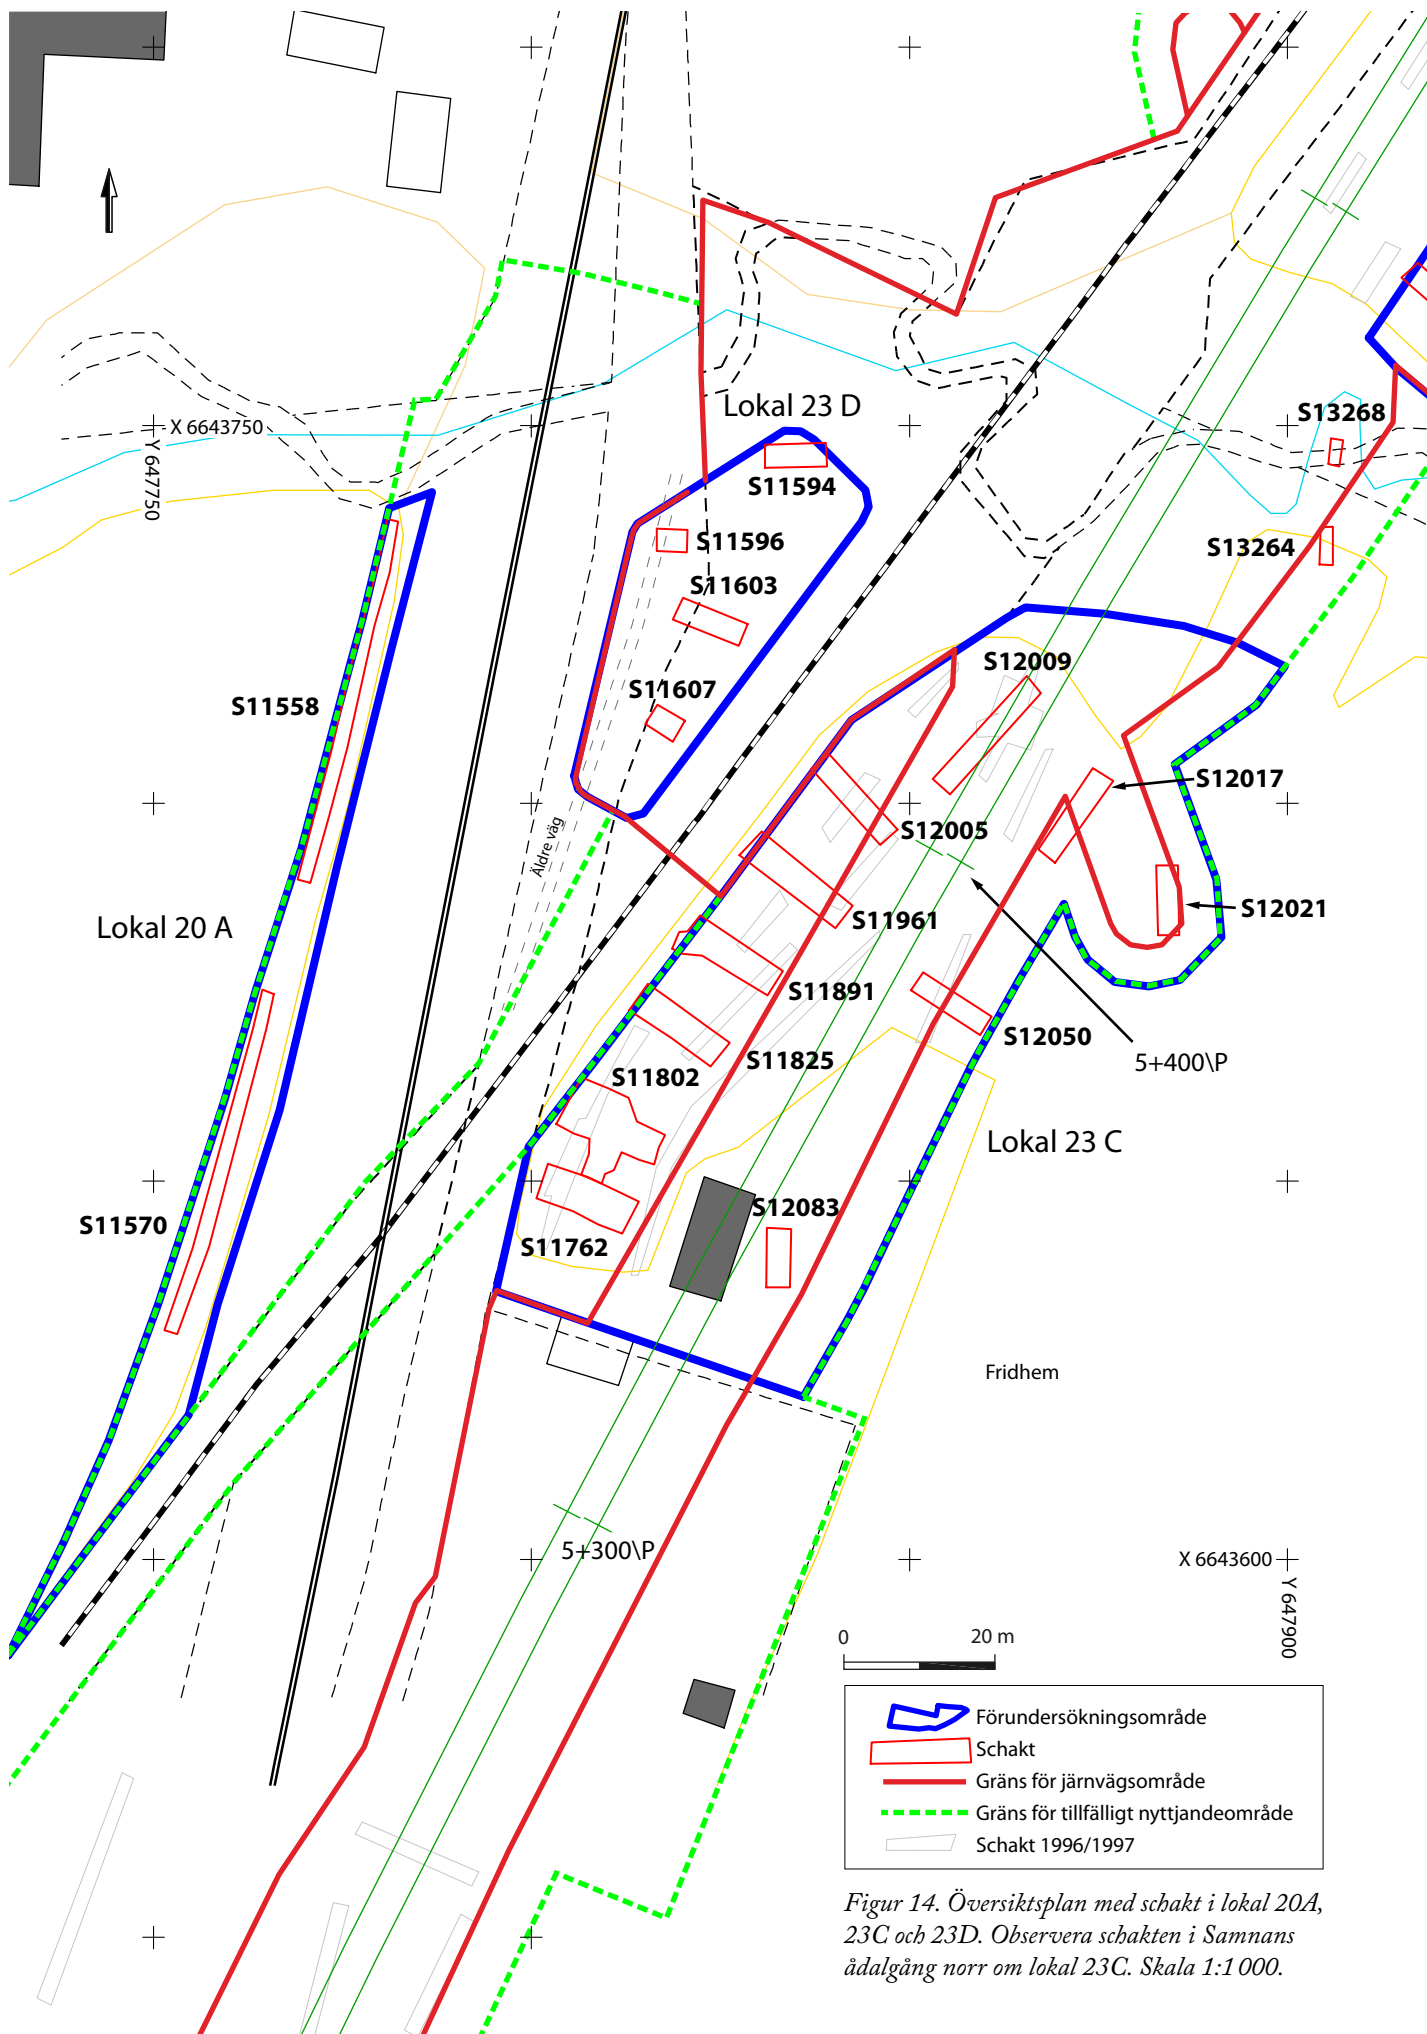 Lokal 23 D
S13268
X 6643750
Y 647750
S11594
S11596
S13264
S11603
S12009
S11607
S11558
S12017
S12005
Äldre väg
S12021
S11961
Lokal 20 A
S11891
S12050
S11825
5+400\P
S11802
Lokal 23 C
S12083
S11570
S11762
Fridhem
5+300\P
X 6643600
Y 647900
0 20 m
Förundersökningsområde
Schakt
Gräns för järnvägsområde
Gräns för tillfälligt nyttjandeområde
Schakt 1996/1997
Figur 14. Översiktsplan med schakt i lokal 20A,
23C och 23D. Observera schakten i Samnans
ådalgång norr om lokal 23C. Skala 1:1 000.